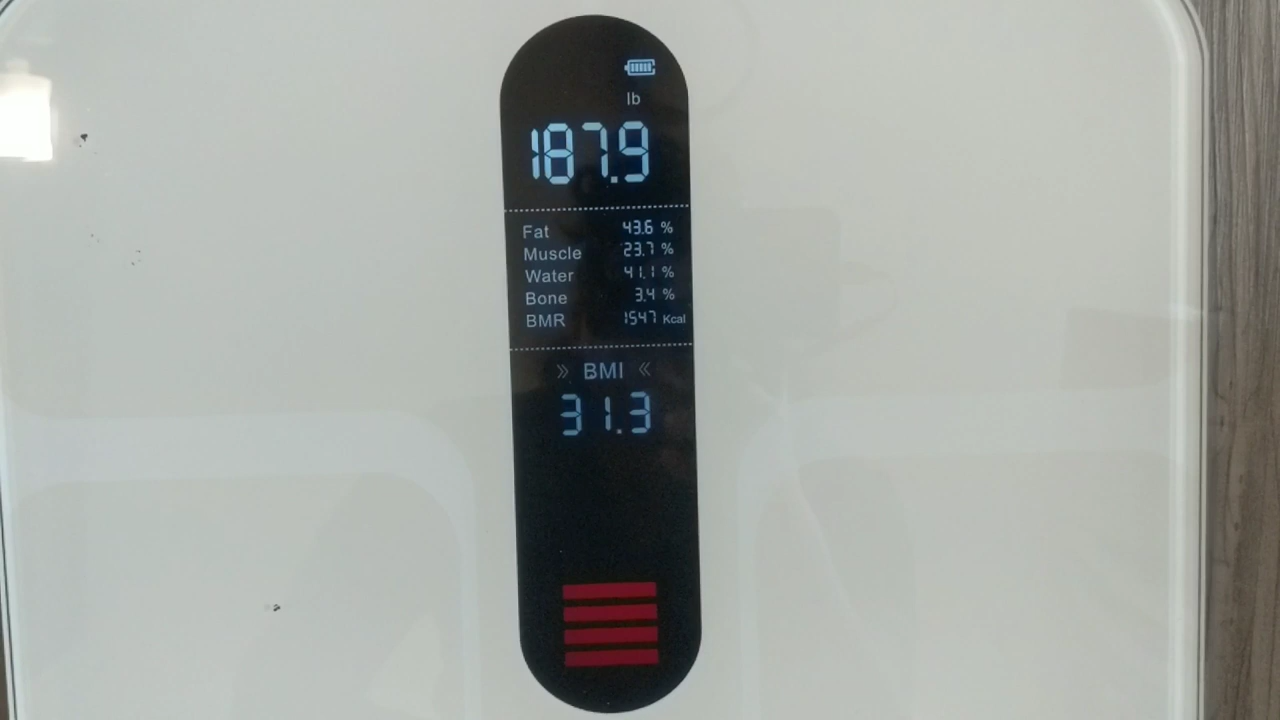 lb
187.9
Fat 43.6 %
Muscle 23.7 %
Water 41.1 %
Bone 3.4 %
BMR 1547 Kcal
» BMI «
31.3